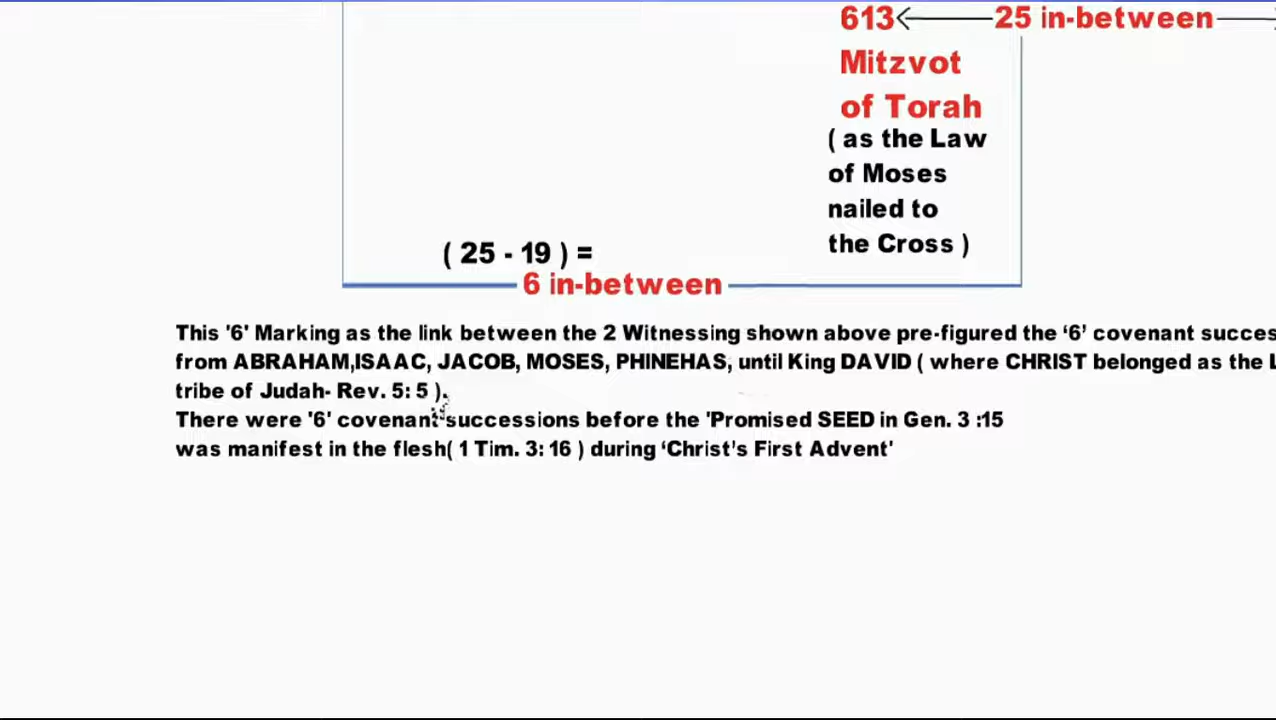 613 25 in-between
Mitzvot
of Torah
( as the Law
of Moses
nailed to
the Cross )
( 25 - 19 ) =
6 in-between
This '6' Marking as the link between the 2 Witnessing shown above pre-figured the ‘6’ covenant
from ABRAHAM,ISAAC, JACOB, MOSES, PHINEHAS, until King DAVID ( where CHRIST belonged as the
tribe of Judah- Rev. 5: 5 ).
There were '6' covenant successions before the 'Promised SEED in Gen. 3 :15
was manifest in the flesh( 1 Tim. 3: 16 ) during ‘Christ's First Advent'